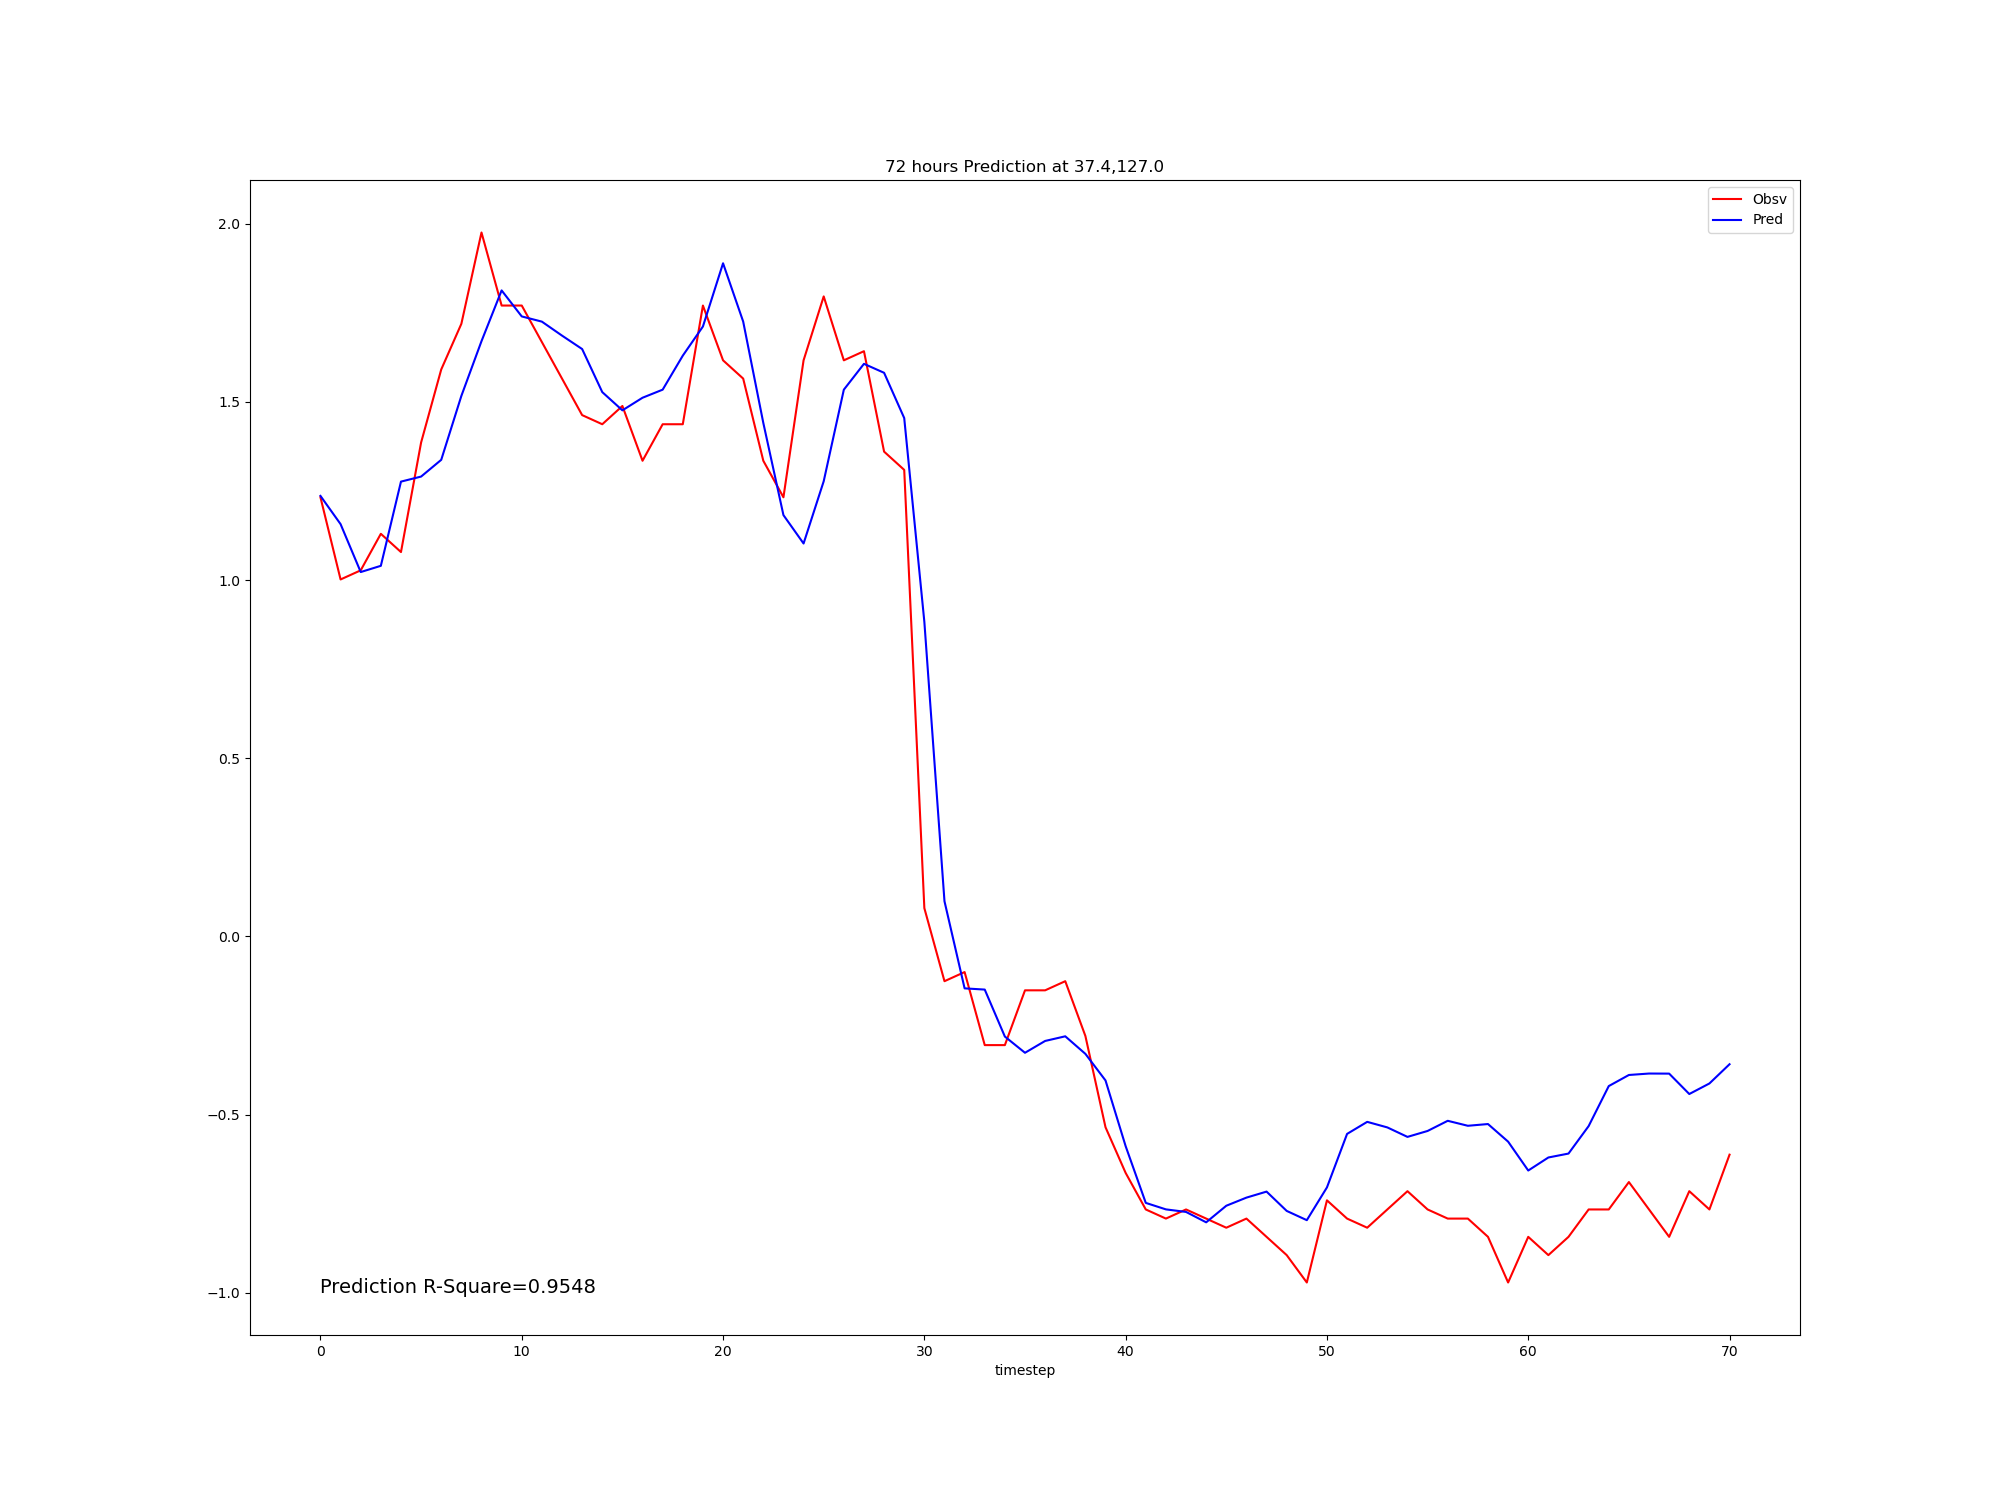 72 hours Prediction at 37.4,127.0
Obsv
Pred
2.0
1.5
1.0
0.5
0.0
−0.5
−1.0
Prediction R-Square=0.9548
0 10 20 30 40 50 60 70
timestep